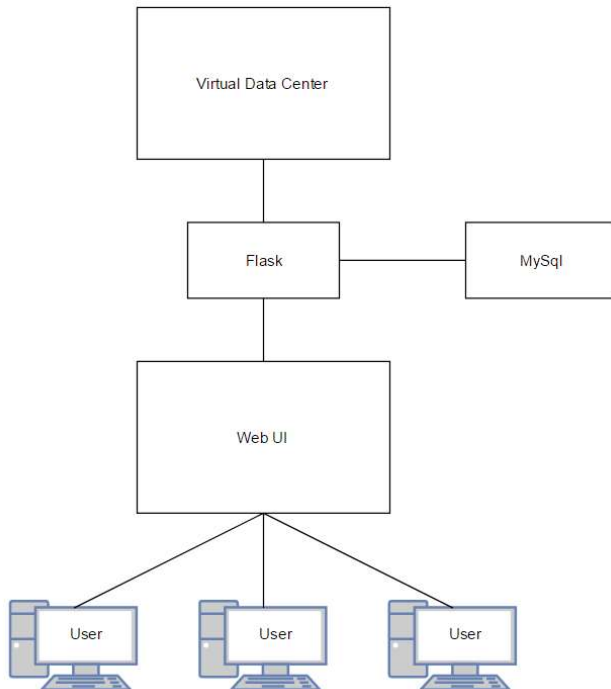 Virtual Data Center
Flask
MySql
Web UI
User
User
User